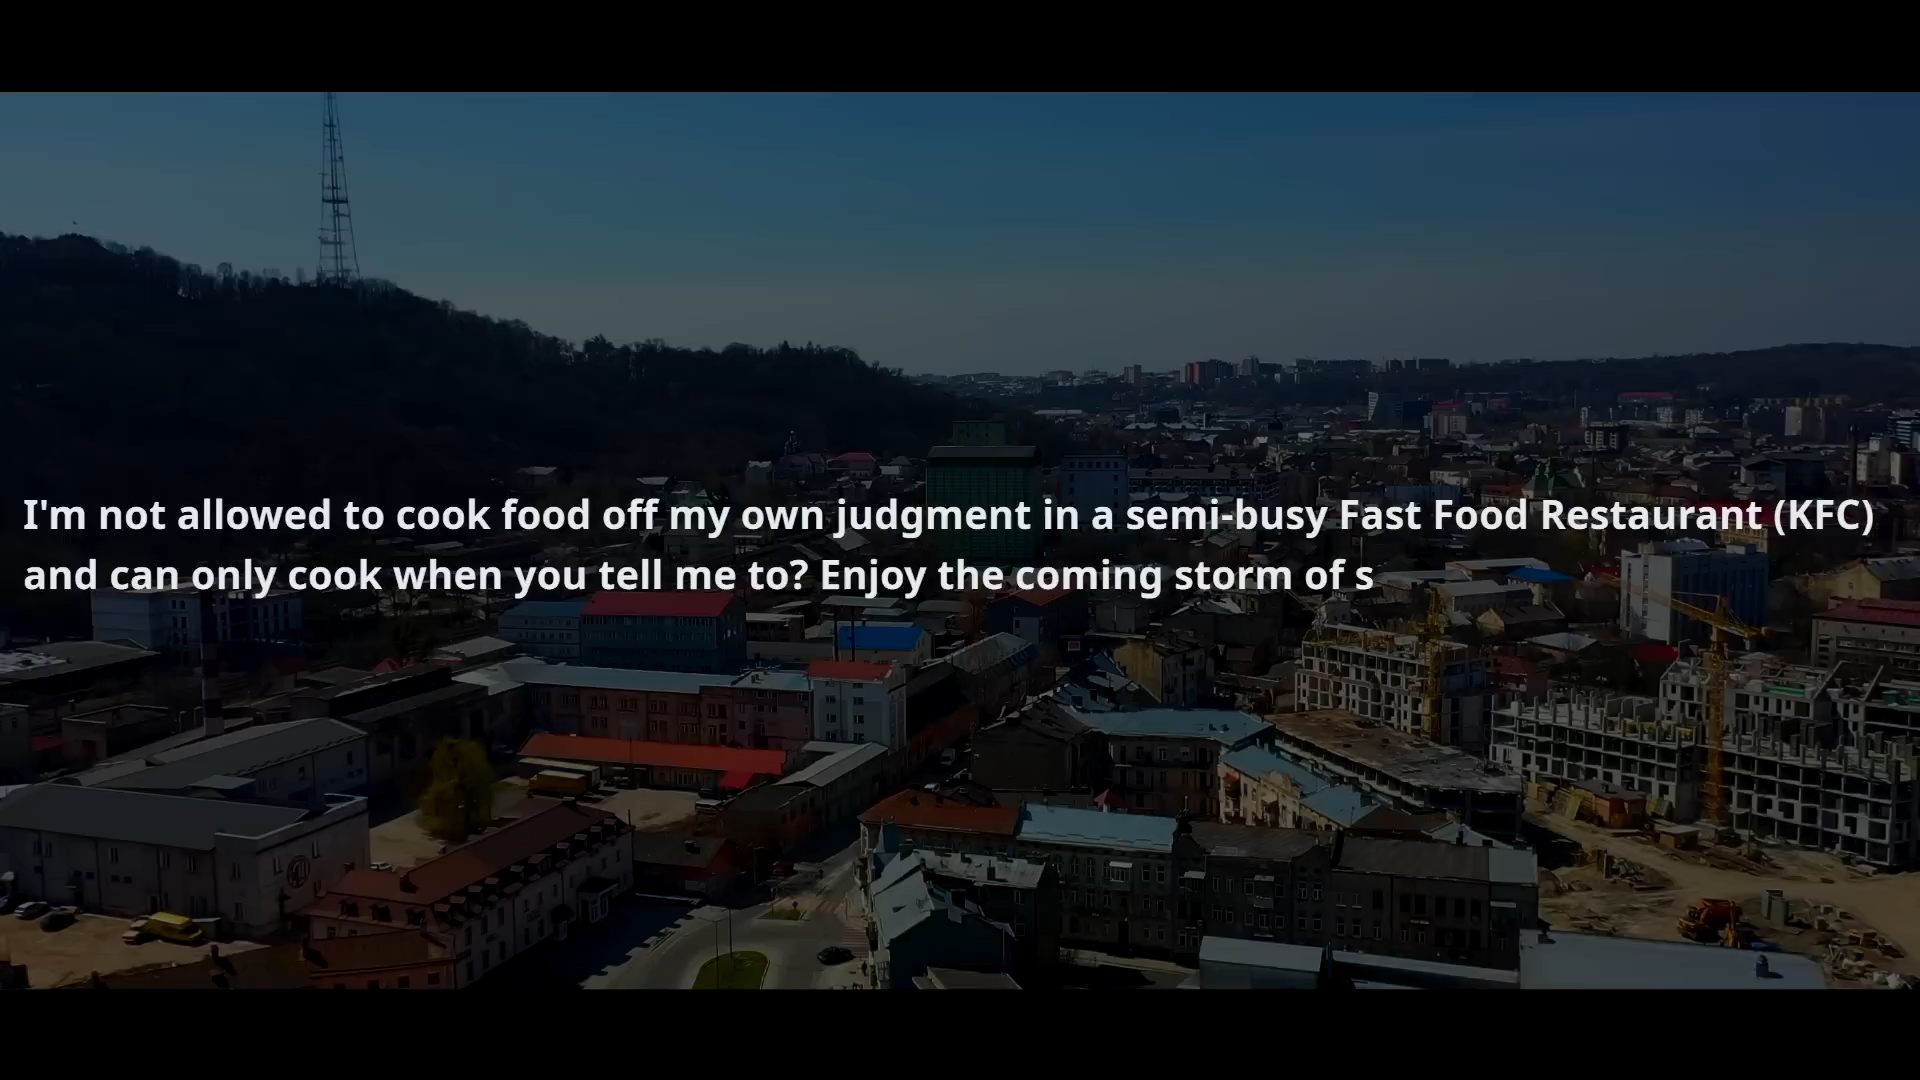 I'm not allowed to cook food off my own judgment in a semi-busy Fast Food Restaurant (KFC)
and can only cook when you tell me to? Enjoy the coming storm of s